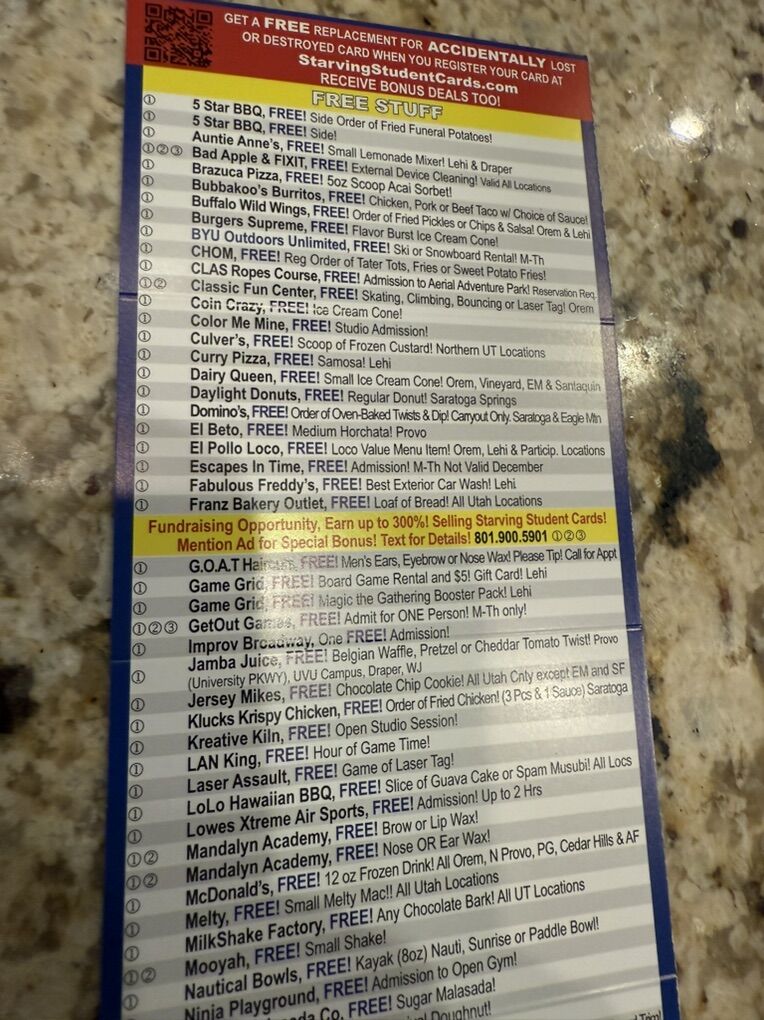 GET A FREE REPLACEMENT FOR ACCIDENTALLY LOST
OR DESTROYED CARD WHEN YOU REGISTER YOUR CARD AT
StarvingStudentCards.com
RECEIVE BONUS DEALS TOO!
FREE STUFF
① 5 Star BBQ, FREE! Side Order of Fried Funeral Potatoes!
① 5 Star BBQ, FREE! Side!
① Auntie Anne's, FREE! Small Lemonade Mixer! Lehi & Draper
①②③ Bad Apple & FIXIT, FREE! External Device Cleaning! Valid All Locations
① Brazuca Pizza, FREE! 5oz Scoop Acai Sorbet!
① Bubbakoo's Burritos, FREE! Chicken, Pork or Beef Taco w/ Choice of Sauce!
① Buffalo Wild Wings, FREE! Order of Fried Pickles or Chips & Salsa! Orem & Lehi
① Burgers Supreme, FREE! Flavor Burst Ice Cream Cone!
① BYU Outdoors Unlimited, FREE! Ski or Snowboard Rental! M-Th
① CHOM, FREE! Reg Order of Tater Tots, Fries or Sweet Potato Fries!
① CLAS Ropes Course, FREE! Admission to Aerial Adventure Park! Reservation Req.
①② Classic Fun Center, FREE! Skating, Climbing, Bouncing or Laser Tag! Orem
① Coin Crazy, FREE! Ice Cream Cone!
① Color Me Mine, FREE! Studio Admission!
① Culver's, FREE! Scoop of Frozen Custard! Northern UT Locations
① Curry Pizza, FREE! Samosa! Lehi
① Dairy Queen, FREE! Small Ice Cream Cone! Orem, Vineyard, EM & Santaquin
① Daylight Donuts, FREE! Regular Donut! Saratoga Springs
① Domino's, FREE! Order of Oven-Baked Twists & Dip! Carryout Only. Saratoga & Eagle Mtn
① El Beto, FREE! Medium Horchata! Provo
① El Pollo Loco, FREE! Loco Value Menu Item! Orem, Lehi & Particip. Locations
① Escapes In Time, FREE! Admission! M-Th Not Valid December
① Fabulous Freddy's, FREE! Best Exterior Car Wash! Lehi
① Franz Bakery Outlet, FREE! Loaf of Bread! All Utah Locations
Fundraising Opportunity, Earn up to 300%! Selling Starving Student Cards!
Mention Ad for Special Bonus! Text for Details! 801.900.5901 ①②③
① G.O.A.T Haircuts, FREE! Men's Ears, Eyebrow or Nose Wax! Please Tip! Call for Appt
① Game Grid, FREE! Board Game Rental and $5! Gift Card! Lehi
① Game Grid, FREE! Magic the Gathering Booster Pack! Lehi
①②③ GetOut Games, FREE! Admit for ONE Person! M-Th only!
① Improv Broadway, One FREE! Admission!
① Jamba Juice, FREE! Belgian Waffle, Pretzel or Cheddar Tomato Twist! Provo
(University PKWY), UVU Campus, Draper, WJ
① Jersey Mikes, FREE! Chocolate Chip Cookie! All Utah Cnty except EM and SF
① Klucks Krispy Chicken, FREE! Order of Fried Chicken! (3 Pcs & 1 Sauce) Saratoga
① Kreative Kiln, FREE! Open Studio Session!
① LAN King, FREE! Hour of Game Time!
① Laser Assault, FREE! Game of Laser Tag!
① LoLo Hawaiian BBQ, FREE! Slice of Guava Cake or Spam Musubi! All Locs
① Lowes Xtreme Air Sports, FREE! Admission! Up to 2 Hrs
①② Mandalyn Academy, FREE! Brow or Lip Wax!
①② Mandalyn Academy, FREE! Nose OR Ear Wax!
① McDonald's, FREE! 12 oz Frozen Drink! All Orem, N Provo, PG, Cedar Hills & AF
① Melty, FREE! Small Melty Mac!! All Utah Locations
① MilkShake Factory, FREE! Any Chocolate Bark! All UT Locations
① Mooyah, FREE! Small Shake!
①② Nautical Bowls, FREE! Kayak (8oz) Nauti, Sunrise or Paddle Bowl!
① Ninja Playground, FREE! Admission to Open Gym!
Co, FREE! Sugar Malasada!
Doughnut!
Trim!